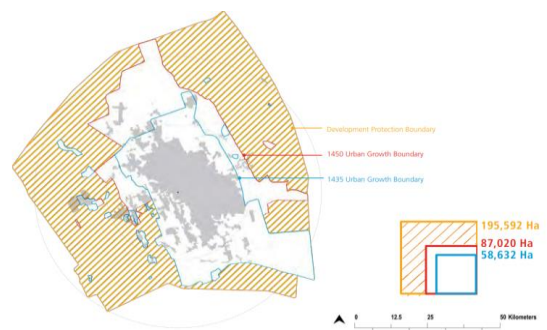 Development Protection Boundary
1450 Urban Growth Boundary
1435 Urban Growth Boundary
195,592 Ha
87,020 Ha
58,632 Ha
0 12.5 25 50 Kilometers